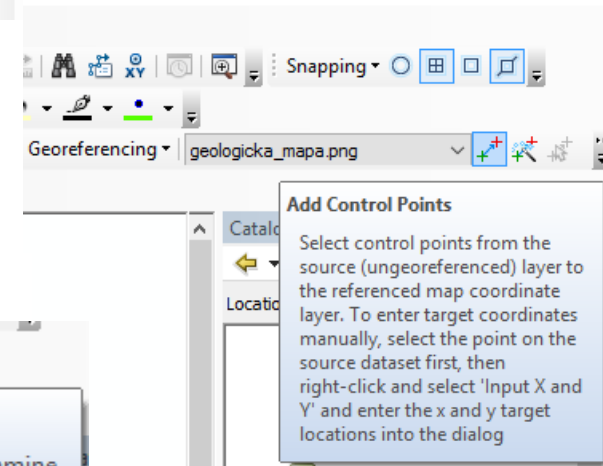 XY
Snapping
Georeferencing
geologicka_mapa.png
Add Control Points
Select control points from the
source (ungeoreferenced) layer to
the referenced map coordinate
layer. To enter target coordinates
manually, select the point on the
source dataset first, then
right-click and select 'Input X and
Y' and enter the x and y target
locations into the dialog